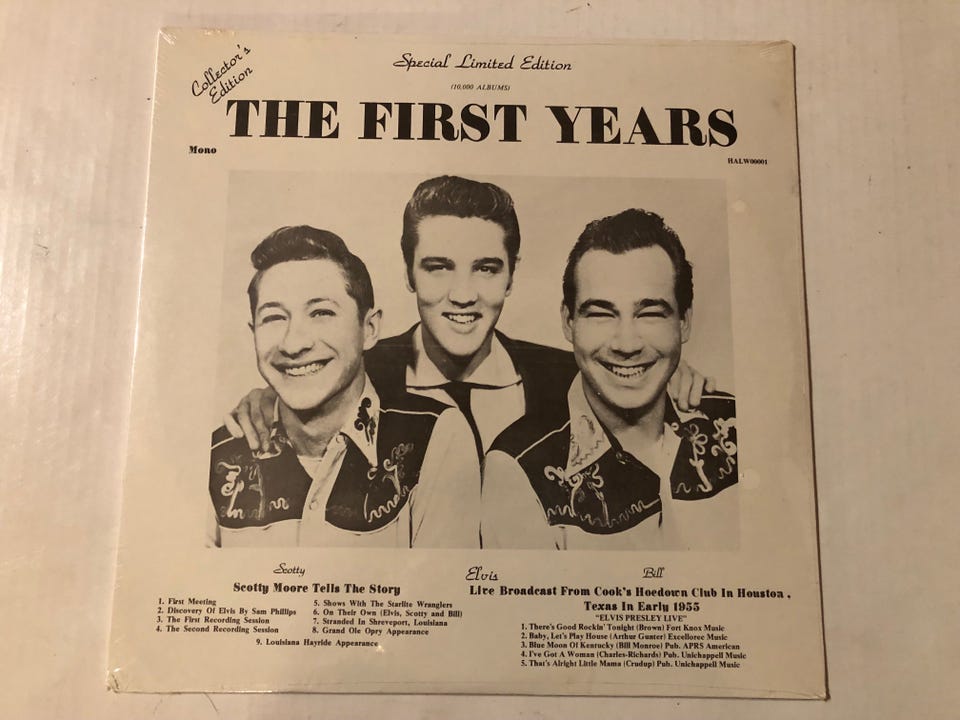 Collector's
Edition
Special Limited Edition
(10,000 ALBUMS)
THE FIRST YEARS
Mono
HALW00001
Scotty
Elvis
Bill
Scotty Moore Tells The Story
1. First Meeting
2. Discovery Of Elvis By Sam Phillips
3. The First Recording Session
4. The Second Recording Session
5. Shows With The Starlite Wranglers
6. On Their Own (Elvis, Scotty and Bill)
7. Stranded In Shreveport, Louisiana
8. Grand Ole Opry Appearance
9. Louisiana Hayride Appearance
Live Broadcast From Cook's Hoedown Club In Houston,
Texas In Early 1955
"ELVIS PRESLEY LIVE"
1. There's Good Rockin' Tonight (Brown) Fort Knox Music
2. Baby, Let's Play House (Arthur Gunter) Excelloree Music
3. Blue Moon Of Kentucky (Bill Monroe) Pub. APRS American
4. I've Got A Woman (Charles-Richards) Pub. Unichappell Music
5. That's Alright Little Mama (Crudup) Pub. Unichappell Music